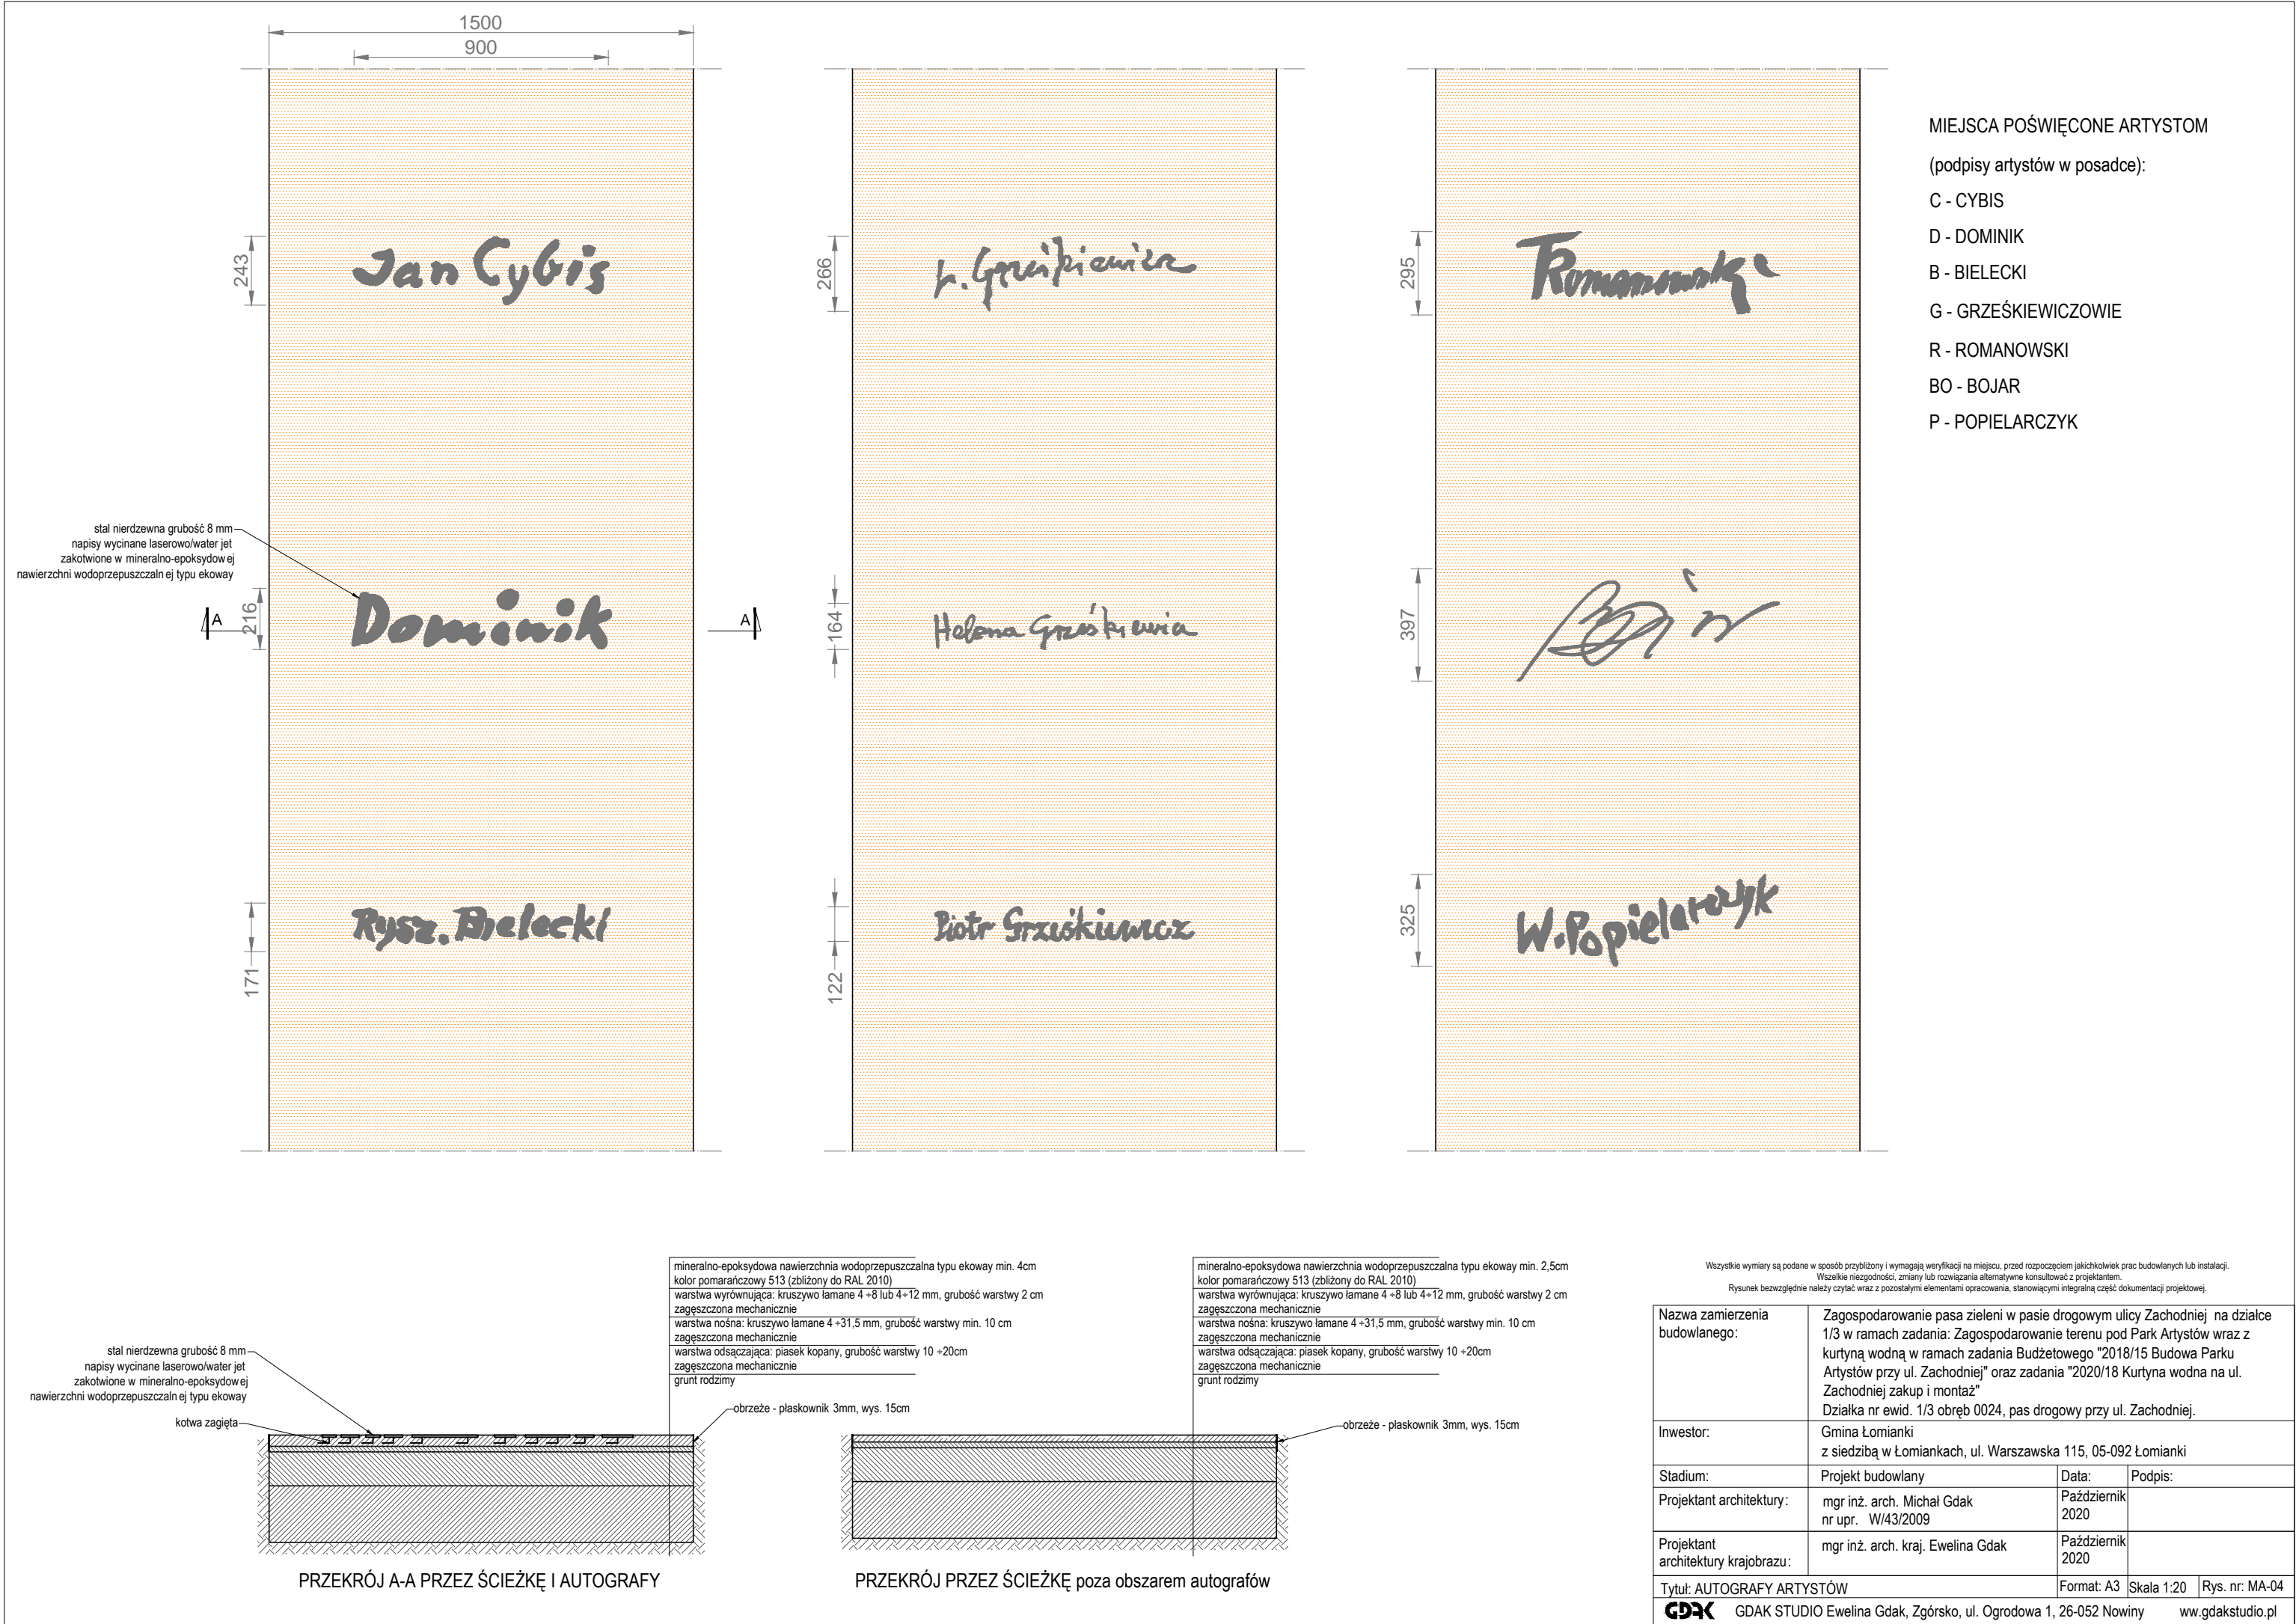 1500
900
243
Jan Cybis
266
Romanowski
295
MIEJSCA POŚWIĘCONE ARTYSTOM
(podpisy artystów w posadce):
C - CYBIS
D - DOMINIK
B - BIELECKI
G - GRZEŚKIEWICZOWIE
R - ROMANOWSKI
BO - BOJAR
P - POPIELARCZYK
stal nierdzewna grubość 8 mm
napisy wycinane laserowo/water jet
zakotwione w mineralno-epoksydowej
nawierzchni wodoprzepuszczalnej typu ekoway
A
216
Dominik
A
164
Helena Grześkiewicz
397
171
Rysz. Bielecki
122
Piotr Grześkiewicz
325
W. Popielarczyk
stal nierdzewna grubość 8 mm
napisy wycinane laserowo/water jet
zakotwione w mineralno-epoksydowej
nawierzchni wodoprzepuszczalnej typu ekoway
kotwa zagięta
mineralno-epoksydowa nawierzchnia wodoprzepuszczalna typu ekoway min. 4cm
kolor pomarańczowy 513 (zbliżony do RAL 2010)
warstwa wyrównująca: kruszywo łamane 4 ÷8 lub 4÷12 mm, grubość warstwy 2 cm
zagęszczona mechanicznie
warstwa nośna: kruszywo łamane 4 ÷31,5 mm, grubość warstwy min. 10 cm
zagęszczona mechanicznie
warstwa odsączająca: piasek kopany, grubość warstwy 10 ÷20cm
zagęszczona mechanicznie
grunt rodzimy
obrzeże - płaskownik 3mm, wys. 15cm
PRZEKRÓJ A-A PRZEZ ŚCIEŻKĘ I AUTOGRAFY
mineralno-epoksydowa nawierzchnia wodoprzepuszczalna typu ekoway min. 2,5cm
kolor pomarańczowy 513 (zbliżony do RAL 2010)
warstwa wyrównująca: kruszywo łamane 4 ÷8 lub 4÷12 mm, grubość warstwy 2 cm
zagęszczona mechanicznie
warstwa nośna: kruszywo łamane 4 ÷31,5 mm, grubość warstwy min. 10 cm
zagęszczona mechanicznie
warstwa odsączająca: piasek kopany, grubość warstwy 10 ÷20cm
zagęszczona mechanicznie
grunt rodzimy
obrzeże - płaskownik 3mm, wys. 15cm
PRZEKRÓJ PRZEZ ŚCIEŻKĘ poza obszarem autografów
Wszystkie wymiary są podane w sposób przybliżony i wymagają weryfikacji na miejscu, przed rozpoczęciem jakichkolwiek prac budowlanych lub instalacji.
Wszelkie niezgodności, zmiany lub rozwiązania alternatywne konsultować z projektantem.
Rysunek bezwzględnie należy czytać wraz z pozostałymi elementami opracowania, stanowiącymi integralną część dokumentacji projektowej.
Nazwa zamierzenia
budowlanego:
Zagospodarowanie pasa zieleni w pasie drogowym ulicy Zachodniej na działce
1/3 w ramach zadania: Zagospodarowanie terenu pod Park Artystów wraz z
kurtyną wodną w ramach zadania Budżetowego "2018/15 Budowa Parku
Artystów przy ul. Zachodniej" oraz zadania "2020/18 Kurtyna wodna na ul.
Zachodniej zakup i montaż"
Działka nr ewid. 1/3 obręb 0024, pas drogowy przy ul. Zachodniej.
Inwestor:
Gmina Łomianki
z siedzibą w Łomiankach, ul. Warszawska 115, 05-092 Łomianki
Stadium: Projekt budowlany Data: Podpis:
Projektant architektury: mgr inż. arch. Michał Gdak
nr upr. W/43/2009
Październik
2020
Projektant
architektury krajobrazu:
mgr inż. arch. kraj. Ewelina Gdak
Październik
2020
Tytuł: AUTOGRAFY ARTYSTÓW Format: A3 Skala 1:20 Rys. nr: MA-04
GDAK GDAK STUDIO Ewelina Gdak, Zgórsko, ul. Ogrodowa 1, 26-052 Nowiny ww.gdakstudio.pl